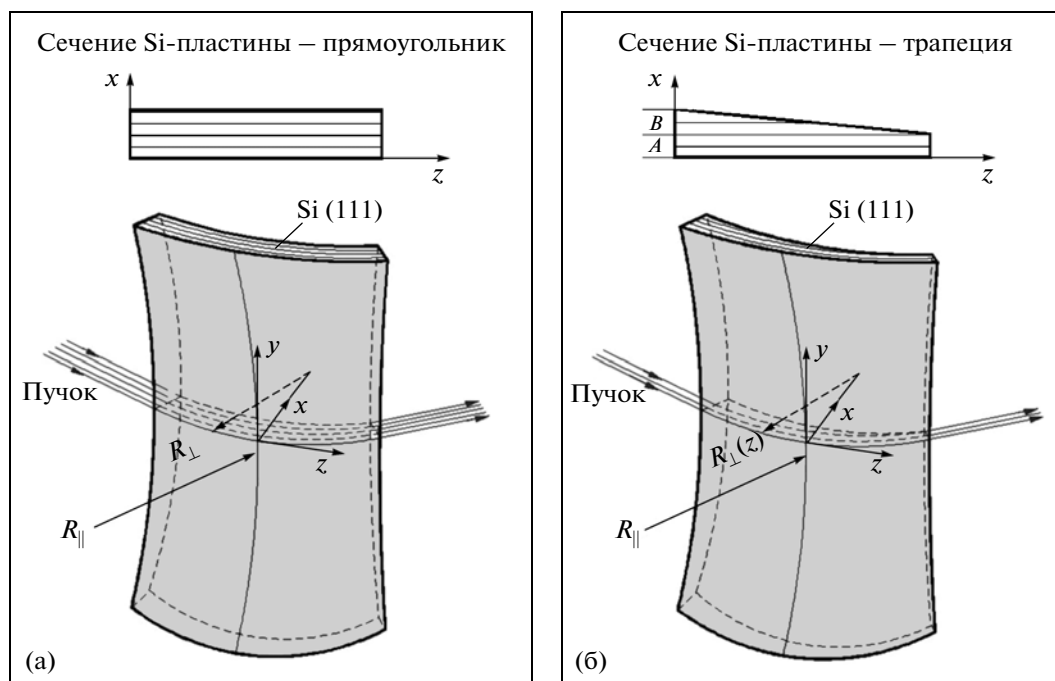 Сечение Si-пластины – прямоугольник
x
z
Si (111)
y
Пучок
x
R⊥
z
R||
(а)
Сечение Si-пластины – трапеция
x
B
A
z
Si (111)
y
Пучок
x
R⊥(z)
z
R||
(б)